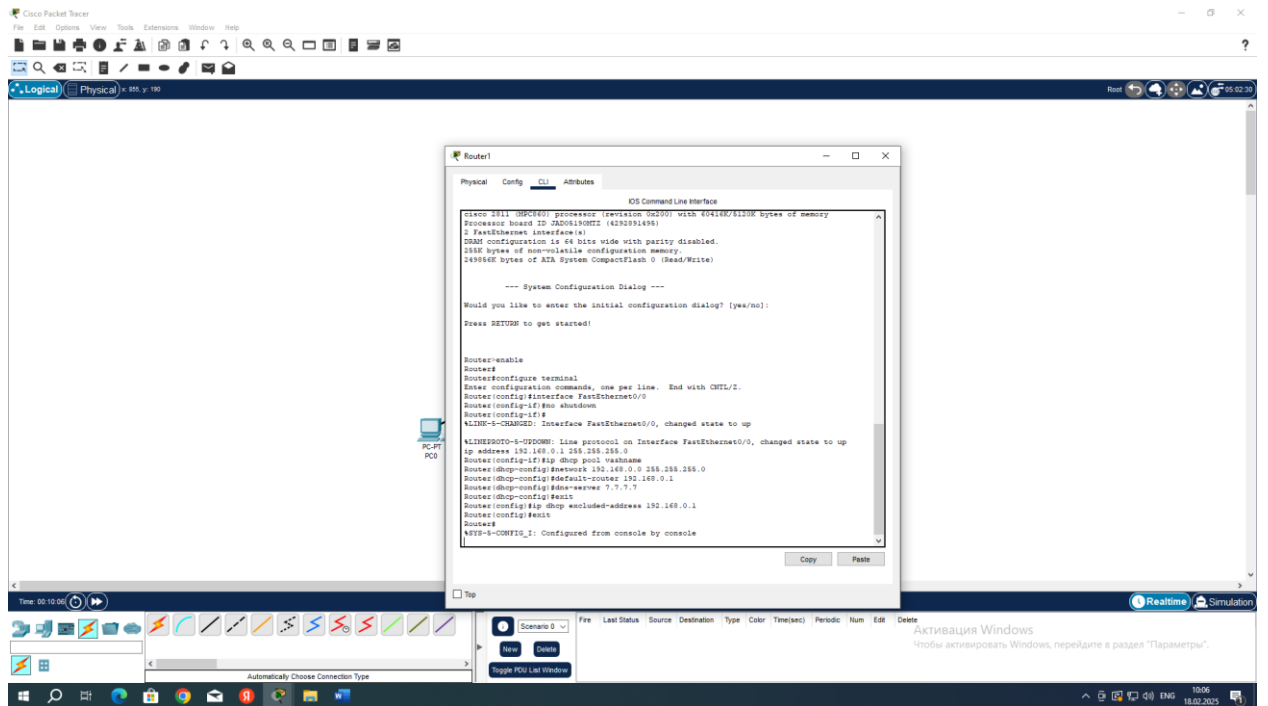 Cisco Packet Tracer
File Edit Options View Tools Extensions Window Help
?
Logical Physical x: 855, y: 190
Root 05:02:30
Router1
Physical Config CLI Attributes
IOS Command Line Interface
cisco 2811 (MPC860) processor (revision 0x200) with 60416K/5120K bytes of memory
Processor board ID JAD05190MTZ (4292891495)
2 FastEthernet interface(s)
DRAM configuration is 64 bits wide with parity disabled.
255K bytes of non-volatile configuration memory.
249856K bytes of ATA System CompactFlash 0 (Read/Write)
--- System Configuration Dialog ---
Would you like to enter the initial configuration dialog? [yes/no]:
Press RETURN to get started!
Router>enable
Router#
Router#configure terminal
Enter configuration commands, one per line. End with CNTL/Z.
Router(config)#interface FastEthernet0/0
Router(config-if)#no shutdown
Router(config-if)#
%LINK-5-CHANGED: Interface FastEthernet0/0, changed state to up
%LINEPROTO-5-UPDOWN: Line protocol on Interface FastEthernet0/0, changed state to up
ip address 192.168.0.1 255.255.255.0
Router(config-if)#ip dhcp pool vashname
Router(dhcp-config)#network 192.168.0.0 255.255.255.0
Router(dhcp-config)#default-router 192.168.0.1
Router(dhcp-config)#dns-server 7.7.7.7
Router(dhcp-config)#exit
Router(config)#ip dhcp excluded-address 192.168.0.1
Router(config)#exit
Router#
%SYS-5-CONFIG_I: Configured from console by console
Copy Paste
Top
PC-PT
PC0
Time: 00:10:06
Realtime Simulation
Scenario 0
New Delete
Toggle PDU List Window
Fire Last Status Source Destination Type Color Time(sec) Periodic Num Edit Delete
Активация Windows
Чтобы активировать Windows, перейдите в раздел "Параметры".
Automatically Choose Connection Type
ENG 10:06
18.02.2025